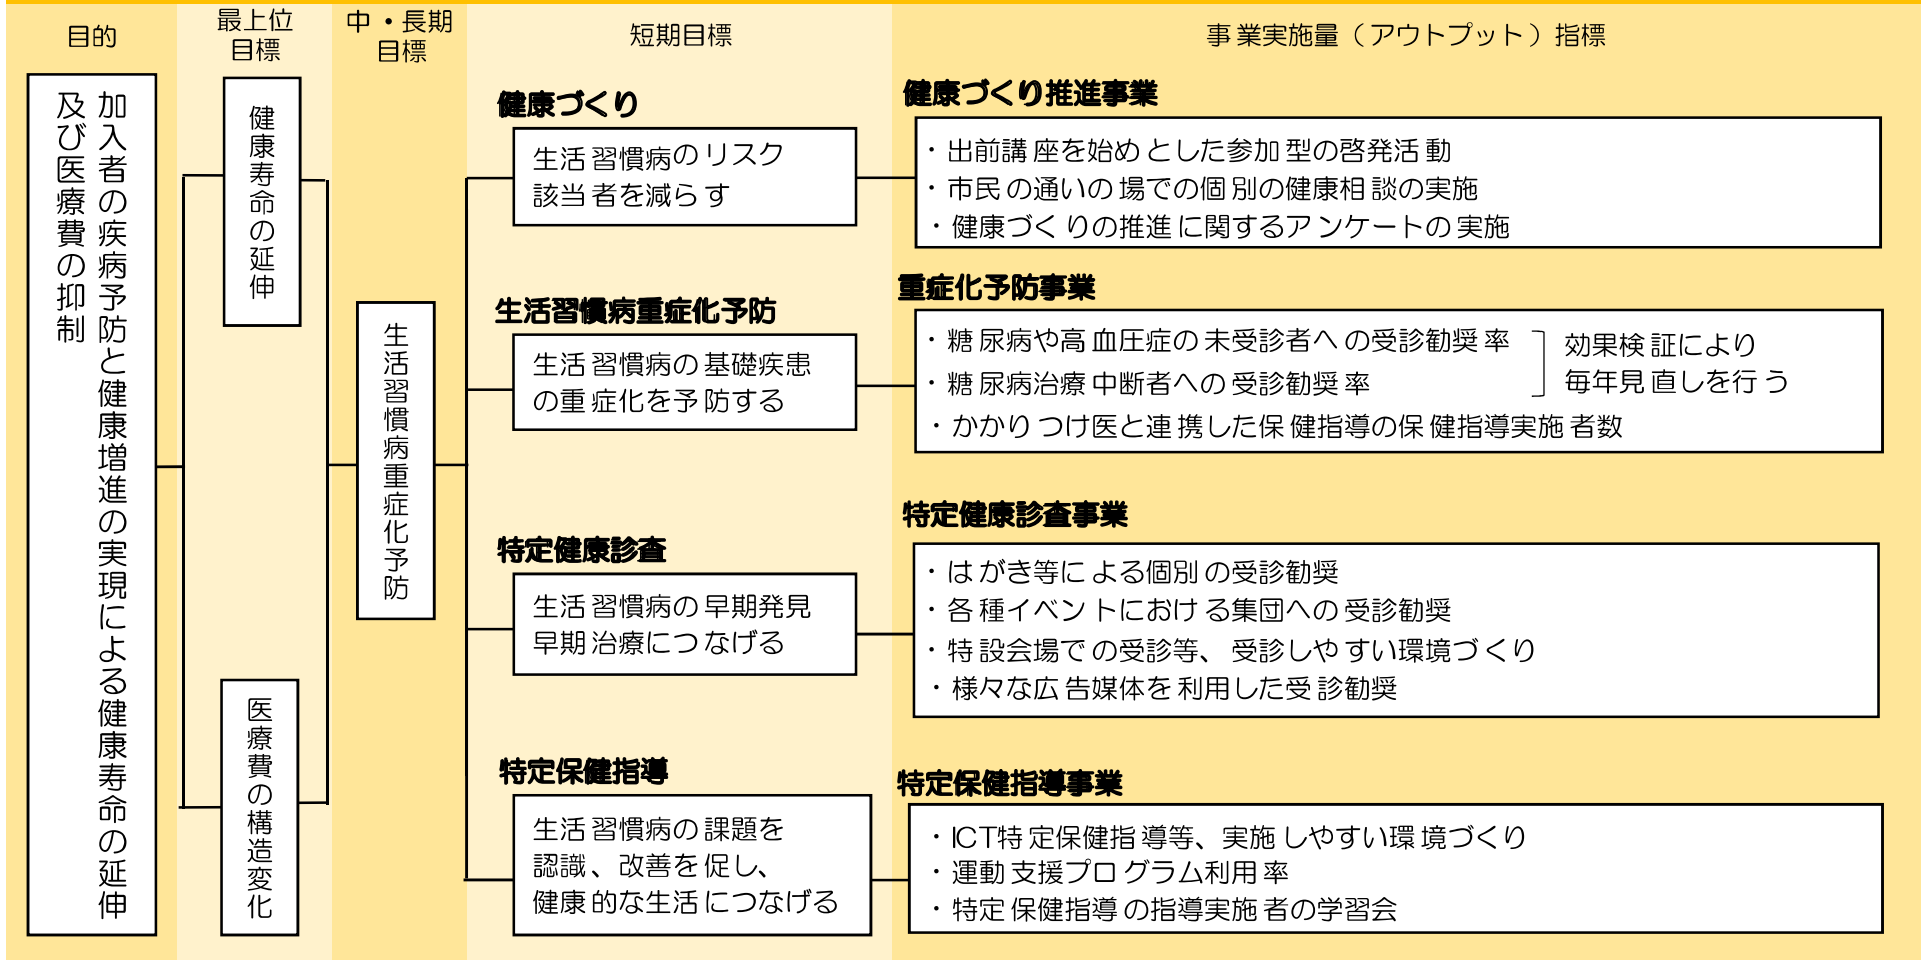 目的
最上位
目標
中・長期
目標
短期目標
事業実施量（アウトプット）指標
加入者の疾病予防と健康増進の実現による健康寿命の延伸
及び医療費の抑制
健康寿命の延伸
医療費の構造変化
生活習慣病重症化予防
健康づくり
生活習慣病のリスク
該当者を減らす
健康づくり推進事業
・出前講座を始めとした参加型の啓発活動
・市民の通いの場での個別の健康相談の実施
・健康づくりの推進に関するアンケートの実施
生活習慣病重症化予防
生活習慣病の基礎疾患
の重症化を予防する
重症化予防事業
・糖尿病や高血圧症の未受診者への受診勧奨率
・糖尿病治療中断者への受診勧奨率
効果検証により
毎年見直しを行う
・かかりつけ医と連携した保健指導の保健指導実施者数
特定健康診査
生活習慣病の早期発見
早期治療につなげる
特定健康診査事業
・はがき等による個別の受診勧奨
・各種イベントにおける集団への受診勧奨
・特設会場での受診等、受診しやすい環境づくり
・様々な広告媒体を利用した受診勧奨
特定保健指導
生活習慣病の課題を
認識、改善を促し、
健康的な生活につなげる
特定保健指導事業
・ICT特定保健指導等、実施しやすい環境づくり
・運動支援プログラム利用率
・特定保健指導の指導実施者の学習会